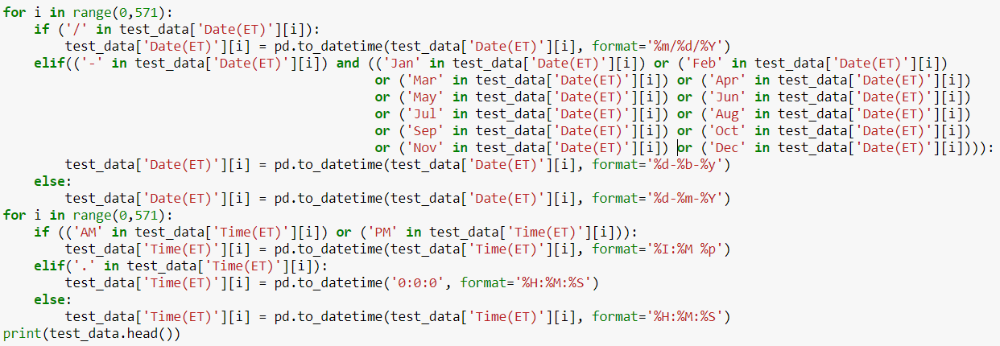 for i in range(0,571):
    if ('/' in test_data['Date(ET)'][i]):
        test_data['Date(ET)'][i] = pd.to_datetime(test_data['Date(ET)'][i], format='%m/%d/%Y')
    elif(('-' in test_data['Date(ET)'][i]) and (('Jan' in test_data['Date(ET)'][i]) or ('Feb' in test_data['Date(ET)'][i])
                                                or ('Mar' in test_data['Date(ET)'][i]) or ('Apr' in test_data['Date(ET)'][i])
                                                or ('May' in test_data['Date(ET)'][i]) or ('Jun' in test_data['Date(ET)'][i])
                                                or ('Jul' in test_data['Date(ET)'][i]) or ('Aug' in test_data['Date(ET)'][i])
                                                or ('Sep' in test_data['Date(ET)'][i]) or ('Oct' in test_data['Date(ET)'][i])
                                                or ('Nov' in test_data['Date(ET)'][i]) or ('Dec' in test_data['Date(ET)'][i]))):
        test_data['Date(ET)'][i] = pd.to_datetime(test_data['Date(ET)'][i], format='%d-%b-%y')
    else:
        test_data['Date(ET)'][i] = pd.to_datetime(test_data['Date(ET)'][i], format='%d-%m-%Y')
for i in range(0,571):
    if (('AM' in test_data['Time(ET)'][i]) or ('PM' in test_data['Time(ET)'][i])):
        test_data['Time(ET)'][i] = pd.to_datetime(test_data['Time(ET)'][i], format='%I:%M %p')
    elif('.' in test_data['Time(ET)'][i]):
        test_data['Time(ET)'][i] = pd.to_datetime('0:0:0', format='%H:%M:%S')
    else:
        test_data['Time(ET)'][i] = pd.to_datetime(test_data['Time(ET)'][i], format='%H:%M:%S')
print(test_data.head())